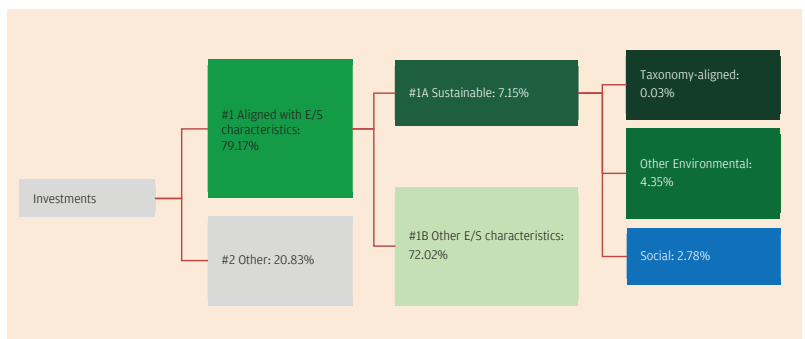 Investments
#1 Aligned with E/S
characteristics:
79.17%
#2 Other: 20.83%
#1A Sustainable: 7.15%
#1B Other E/S characteristics:
72.02%
Taxonomy-aligned:
0.03%
Other Environmental:
4.35%
Social: 2.78%